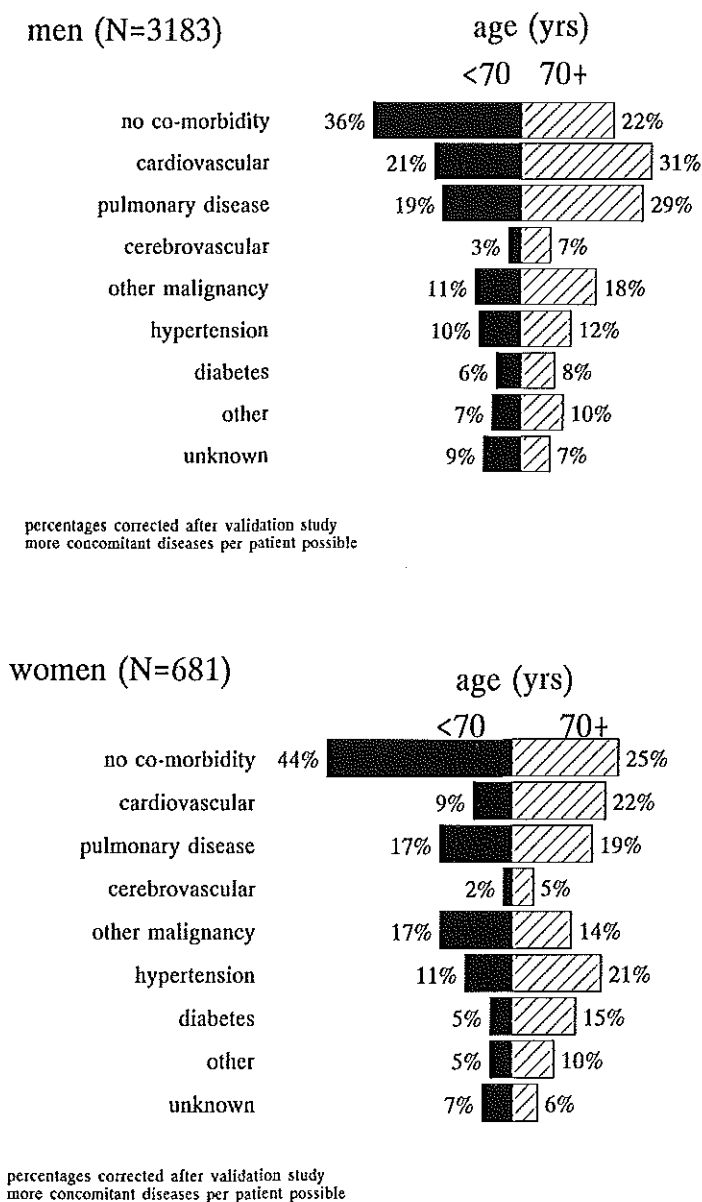 men (N=3183)
age (yrs)
<70 70+
no co-morbidity 36% 22%
cardiovascular 21% 31%
pulmonary disease 19% 29%
cerebrovascular 3% 7%
other malignancy 11% 18%
hypertension 10% 12%
diabetes 6% 8%
other 7% 10%
unknown 9% 7%
percentages corrected after validation study
more concomitant diseases per patient possible
women (N=681)
age (yrs)
<70 70+
no co-morbidity 44% 25%
cardiovascular 9% 22%
pulmonary disease 17% 19%
cerebrovascular 2% 5%
other malignancy 17% 14%
hypertension 11% 21%
diabetes 5% 15%
other 5% 10%
unknown 7% 6%
percentages corrected after validation study
more concomitant diseases per patient possible